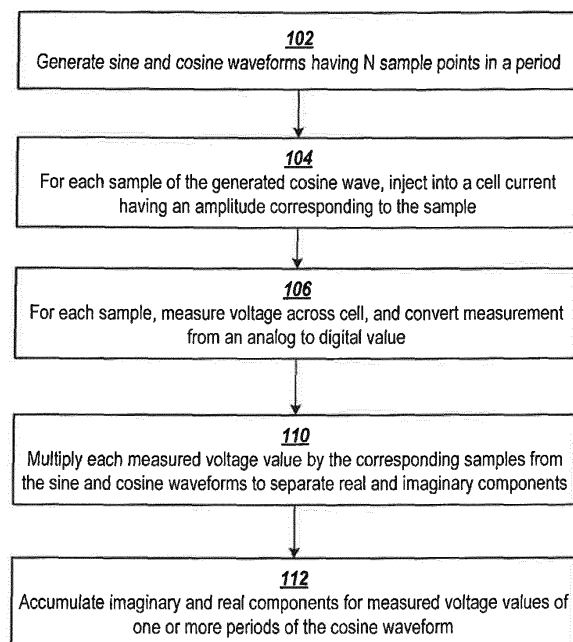 102
Generate sine and cosine waveforms having N sample points in a period
104
For each sample of the generated cosine wave, inject into a cell current
having an amplitude corresponding to the sample
106
For each sample, measure voltage across cell, and convert measurement
from an analog to digital value
110
Multiply each measured voltage value by the corresponding samples from
the sine and cosine waveforms to separate real and imaginary components
112
Accumulate imaginary and real components for measured voltage values of
one or more periods of the cosine waveform